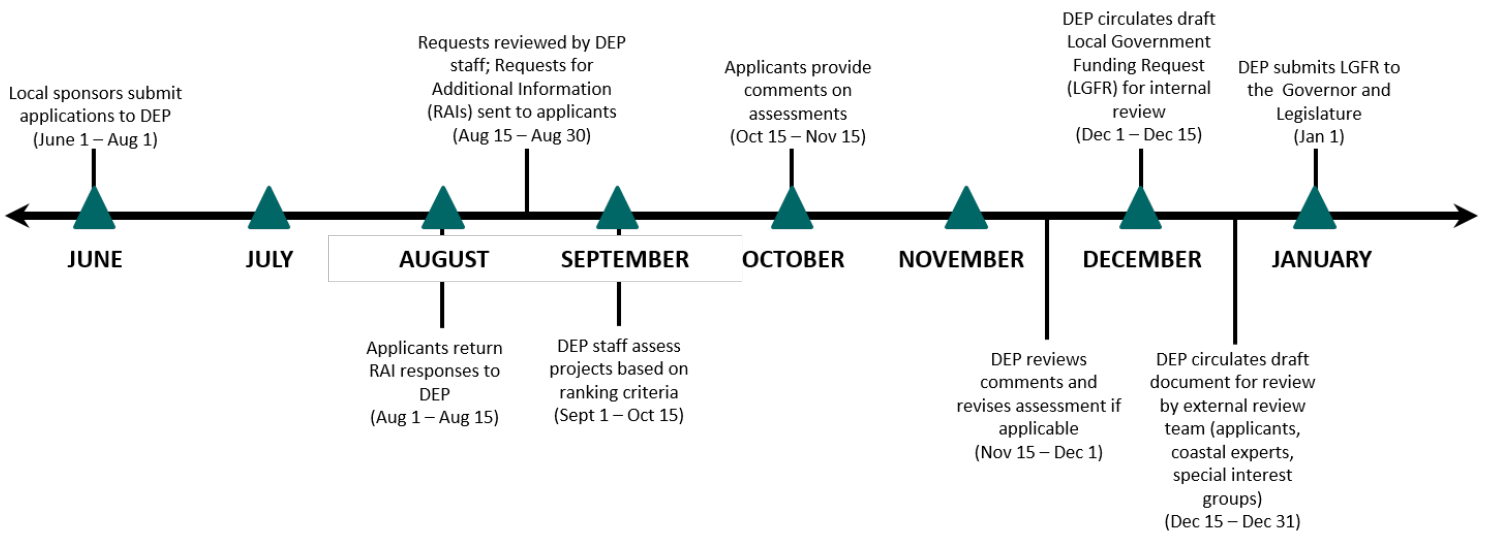 Local sponsors submit
applications to DEP
(June 1 – Aug 1)
Requests reviewed by DEP
staff; Requests for
Additional Information
(RAIs) sent to applicants
(Aug 15 – Aug 30)
Applicants provide
comments on
assessments
(Oct 15 – Nov 15)
DEP circulates draft
Local Government
Funding Request
(LGFR) for internal
review
(Dec 1 – Dec 15)
DEP submits LGFR to
the Governor and
Legislature
(Jan 1)
JUNE
JULY
AUGUST
SEPTEMBER
OCTOBER
NOVEMBER
DECEMBER
JANUARY
Applicants return
RAI responses to
DEP
(Aug 1 – Aug 15)
DEP staff assess
projects based on
ranking criteria
(Sept 1 – Oct 15)
DEP reviews
comments and
revises assessment if
applicable
(Nov 15 – Dec 1)
DEP circulates draft
document for review
by external review
team (applicants,
coastal experts,
special interest
groups)
(Dec 15 – Dec 31)